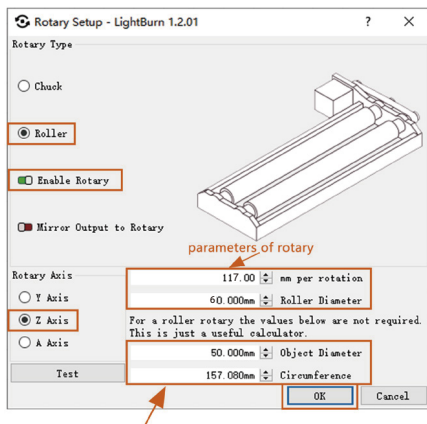 Rotary Setup - LightBurn 1.2.01 ? ×
Rotary Type
Chuck
Roller
Enable Rotary
Mirror Output to Rotary
parameters of rotary
Rotary Axis
117.00 mm per rotation
Y Axis
60.000mm Roller Diameter
Z Axis
For a roller rotary the values below are not required.
This is just a useful calculator.
A Axis
50.000mm Object Diameter
Test
157.080mm Circumference
OK Cancel